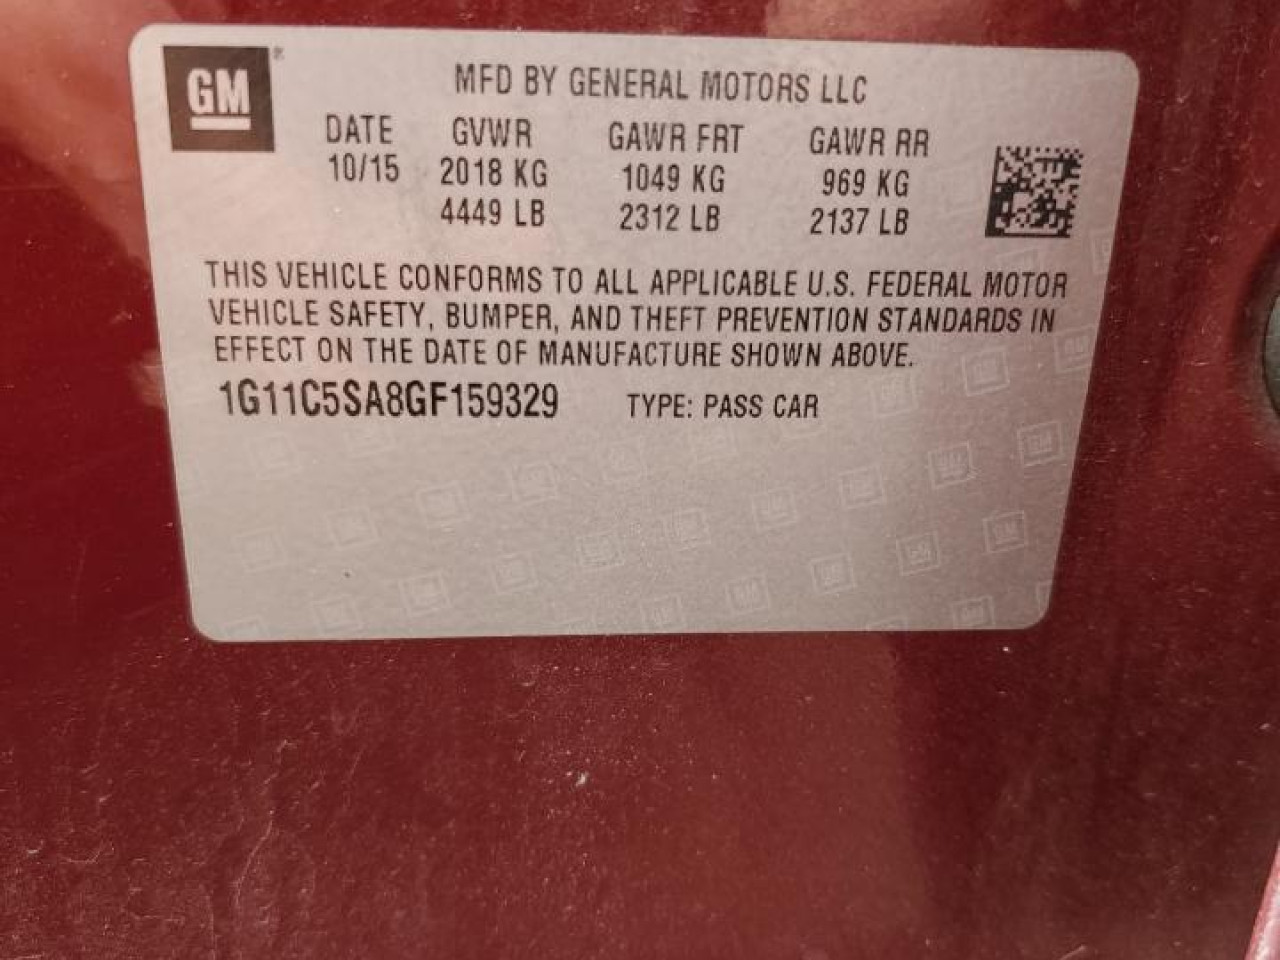 GM
MFD BY GENERAL MOTORS LLC
DATE GVWR GAWR FRT GAWR RR
10/15 2018 KG 1049 KG 969 KG
4449 LB 2312 LB 2137 LB
THIS VEHICLE CONFORMS TO ALL APPLICABLE U.S. FEDERAL MOTOR
VEHICLE SAFETY, BUMPER, AND THEFT PREVENTION STANDARDS IN
EFFECT ON THE DATE OF MANUFACTURE SHOWN ABOVE.
1G11C5SA8GF159329 TYPE: PASS CAR